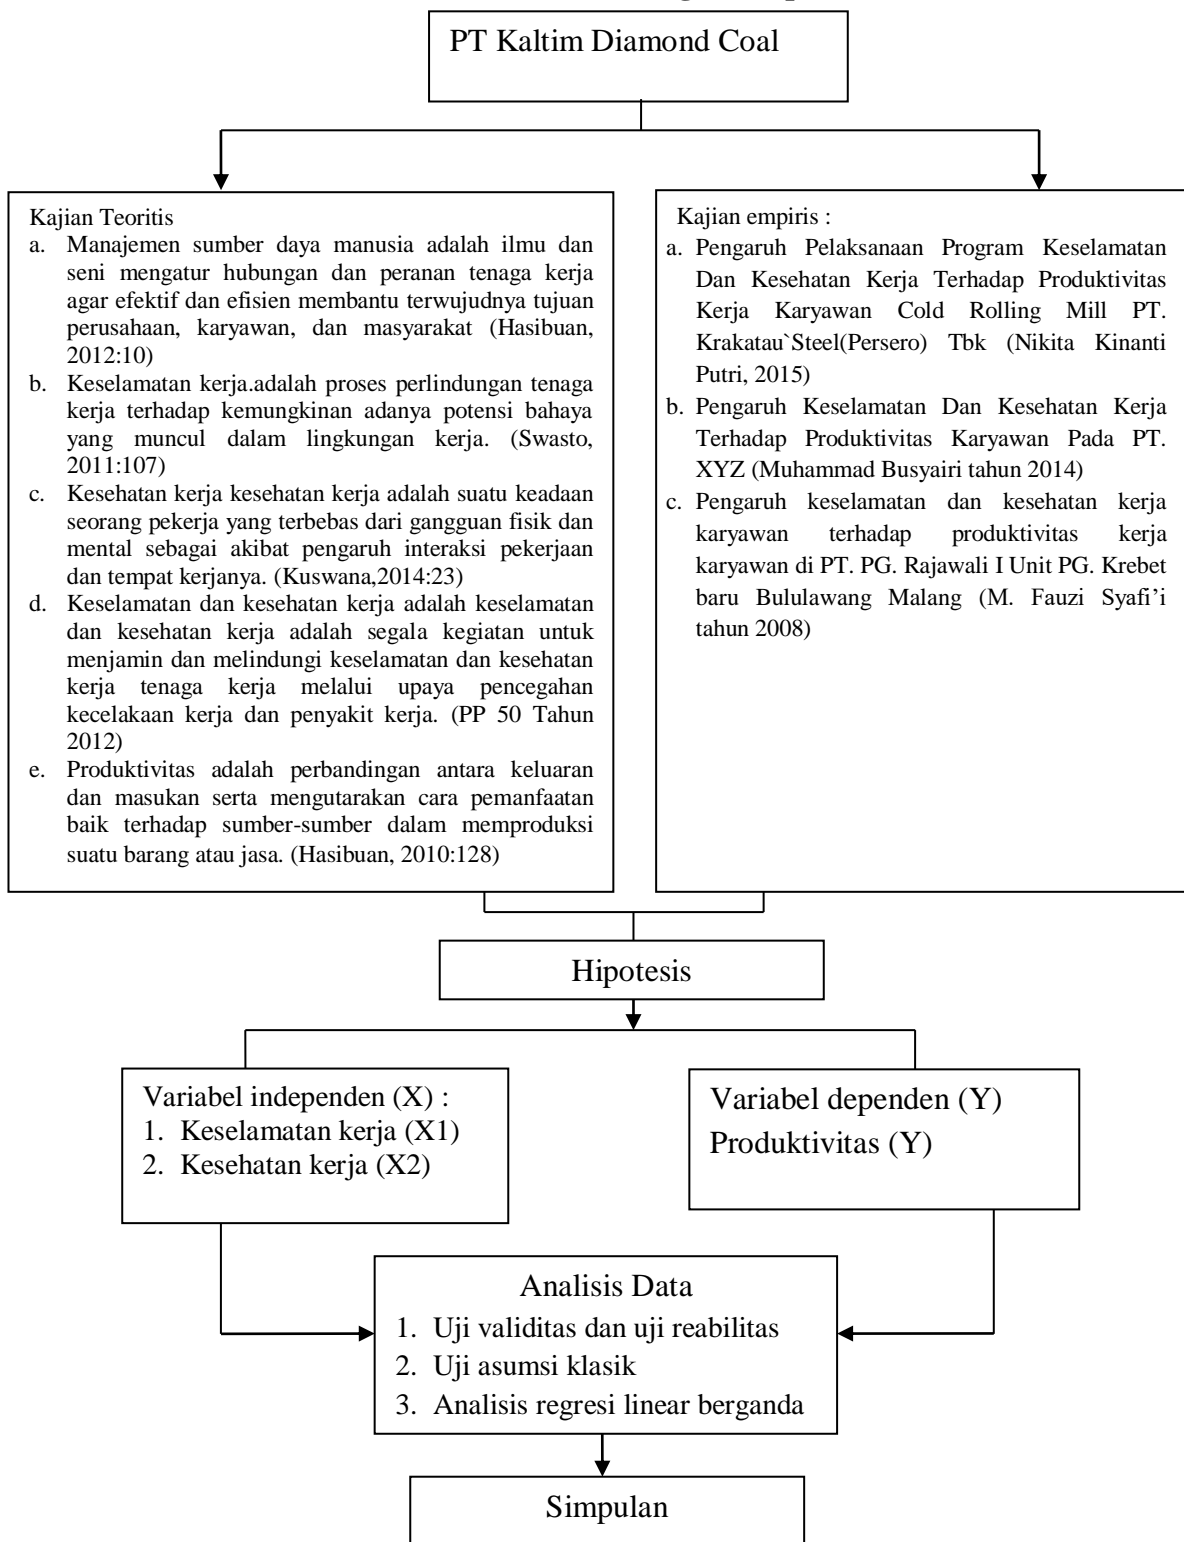 PT Kaltim Diamond Coal
Kajian Teoritis
a. Manajemen sumber daya manusia adalah ilmu dan
seni mengatur hubungan dan peranan tenaga kerja
agar efektif dan efisien membantu terwujudnya tujuan
perusahaan, karyawan, dan masyarakat (Hasibuan,
2012:10)
b. Keselamatan kerja.adalah proses perlindungan tenaga
kerja terhadap kemungkinan adanya potensi bahaya
yang muncul dalam lingkungan kerja. (Swasto,
2011:107)
c. Kesehatan kerja kesehatan kerja adalah suatu keadaan
seorang pekerja yang terbebas dari gangguan fisik dan
mental sebagai akibat pengaruh interaksi pekerjaan
dan tempat kerjanya. (Kuswana,2014:23)
d. Keselamatan dan kesehatan kerja adalah keselamatan
dan kesehatan kerja adalah segala kegiatan untuk
menjamin dan melindungi keselamatan dan kesehatan
kerja tenaga kerja melalui upaya pencegahan
kecelakaan kerja dan penyakit kerja. (PP 50 Tahun
2012)
e. Produktivitas adalah perbandingan antara keluaran
dan masukan serta mengutarakan cara pemanfaatan
baik terhadap sumber-sumber dalam memproduksi
suatu barang atau jasa. (Hasibuan, 2010:128)
Kajian empiris :
a. Pengaruh Pelaksanaan Program Keselamatan
Dan Kesehatan Kerja Terhadap Produktivitas
Kerja Karyawan Cold Rolling Mill PT.
Krakatau`Steel(Persero) Tbk (Nikita Kinanti
Putri, 2015)
b. Pengaruh Keselamatan Dan Kesehatan Kerja
Terhadap Produktivitas Karyawan Pada PT.
XYZ (Muhammad Busyairi tahun 2014)
c. Pengaruh keselamatan dan kesehatan kerja
karyawan terhadap produktivitas kerja
karyawan di PT. PG. Rajawali I Unit PG. Krebet
baru Bululawang Malang (M. Fauzi Syafi’i
tahun 2008)
Hipotesis
Variabel independen (X) :
1. Keselamatan kerja (X1)
2. Kesehatan kerja (X2)
Variabel dependen (Y)
Produktivitas (Y)
Analisis Data
1. Uji validitas dan uji reabilitas
2. Uji asumsi klasik
3. Analisis regresi linear berganda
Simpulan